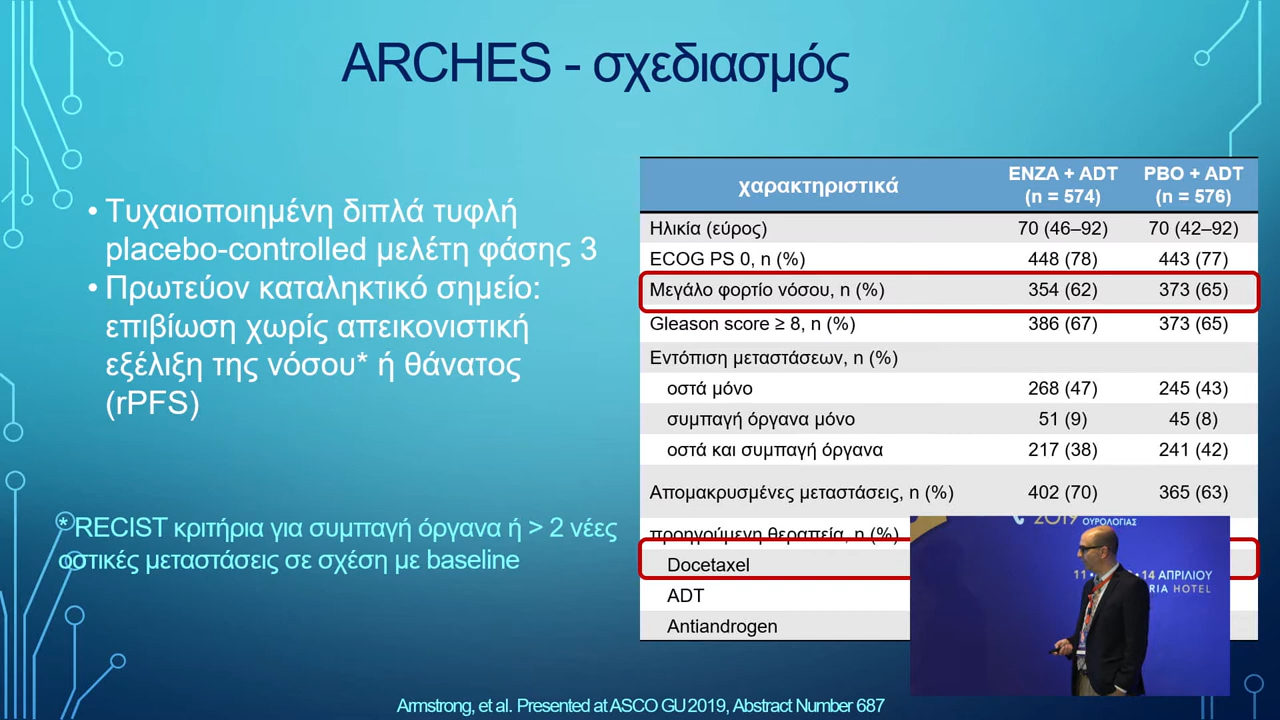 ARCHES - σχεδιασμός
• Τυχαιοποιημένη διπλά τυφλή
placebo-controlled μελέτη φάσης 3
• Πρωτεύον καταληκτικό σημείο:
επιβίωση χωρίς απεικονιστική
εξέλιξη της νόσου* ή θάνατος
(rPFS)
* RECIST κριτήρια για συμπαγή όργανα ή > 2 νέες
οστικές μεταστάσεις σε σχέση με baseline
χαρακτηριστικά ENZA + ADT (n = 574) PBO + ADT (n = 576)
Ηλικία (εύρος) 70 (46–92) 70 (42–92)
ECOG PS 0, n (%) 448 (78) 443 (77)
Μεγάλο φορτίο νόσου, n (%) 354 (62) 373 (65)
Gleason score ≥ 8, n (%) 386 (67) 373 (65)
Εντόπιση μεταστάσεων, n (%)
οστά μόνο 268 (47) 245 (43)
συμπαγή όργανα μόνο 51 (9) 45 (8)
οστά και συμπαγή όργανα 217 (38) 241 (42)
Απομακρυσμένες μεταστάσεις, n (%) 402 (70) 365 (63)
προηγούμενη θεραπεία, n (%)
Docetaxel
ADT
Antiandrogen
2019 ΟΥΡΟΛΟΓΙΑΣ
11 14 ΑΠΡΙΛΙΟΥ
HOTEL
Armstrong, et al. Presented at ASCO GU 2019, Abstract Number 687